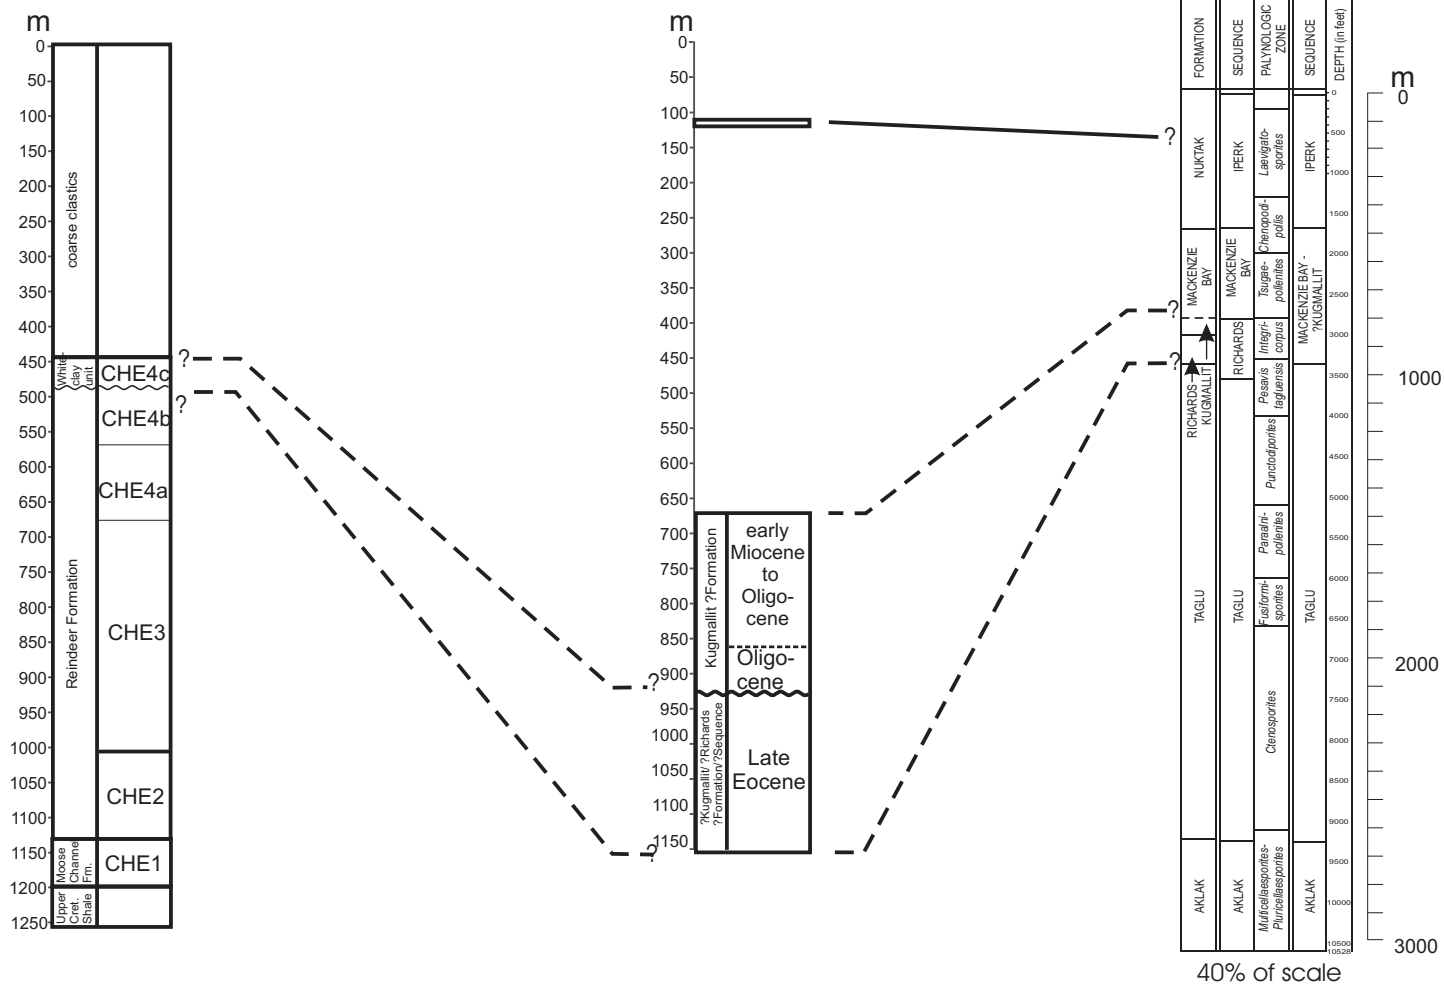 m
0
50
100
150
200
250
300
350
400
450
500
550
600
650
700
750
800
850
900
950
1000
1050
1100
1150
1200
1250
coarse clastics
White-
clay
unit
Reindeer Formation
Moose
Channel
Fm.
Upper
Cret.
Shale
CHE4c
CHE4b
CHE4a
CHE3
CHE2
CHE1
?
?
?
?
m
0
50
100
150
200
250
300
350
400
450
500
550
600
650
700
750
800
850
900
950
1000
1050
1100
1150
Kugmallit ?Formation
?Kugmallit/ ?Richards
?Formation/?Sequence
early
Miocene
to
Oligo-
cene
Oligo-
cene
Late
Eocene
?
?
?
FORMATION
NUKTAK
MACKENZIE
BAY
RICHARDS
KUGMALLIT
TAGLU
AKLAK
SEQUENCE
IPERK
MACKENZIE
BAY
RICHARDS
TAGLU
AKLAK
PALYNOLOGIC
ZONE
Laevigato-
sporites
Chenopodi-
pollis
Tsugae-
pollenites
Integri-
corpus
Pesavis
tagluensis
Punctodiporites
Paraalni-
pollenites
Fusiformi-
sporites
Ctenosporites
Multicellaesporites-
Pluricellaesporites
SEQUENCE
IPERK
MACKENZIE BAY -
?KUGMALLIT
TAGLU
AKLAK
DEPTH (in feet)
0
500
1000
1500
2000
2500
3000
3500
4000
4500
5000
5500
6000
6500
7000
7500
8000
8500
9000
9500
10000
10500
10528
m
0
1000
2000
3000
40% of scale